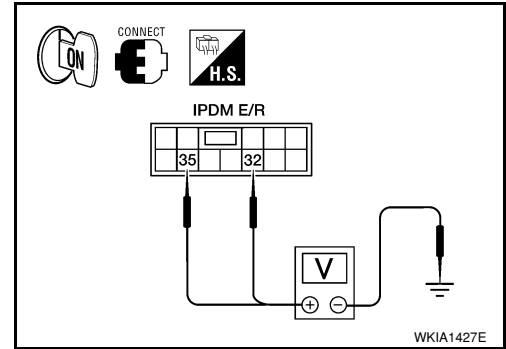 ON
CONNECT
H.S.
IPDM E/R
35 32
V
+ −
WKIA1427E